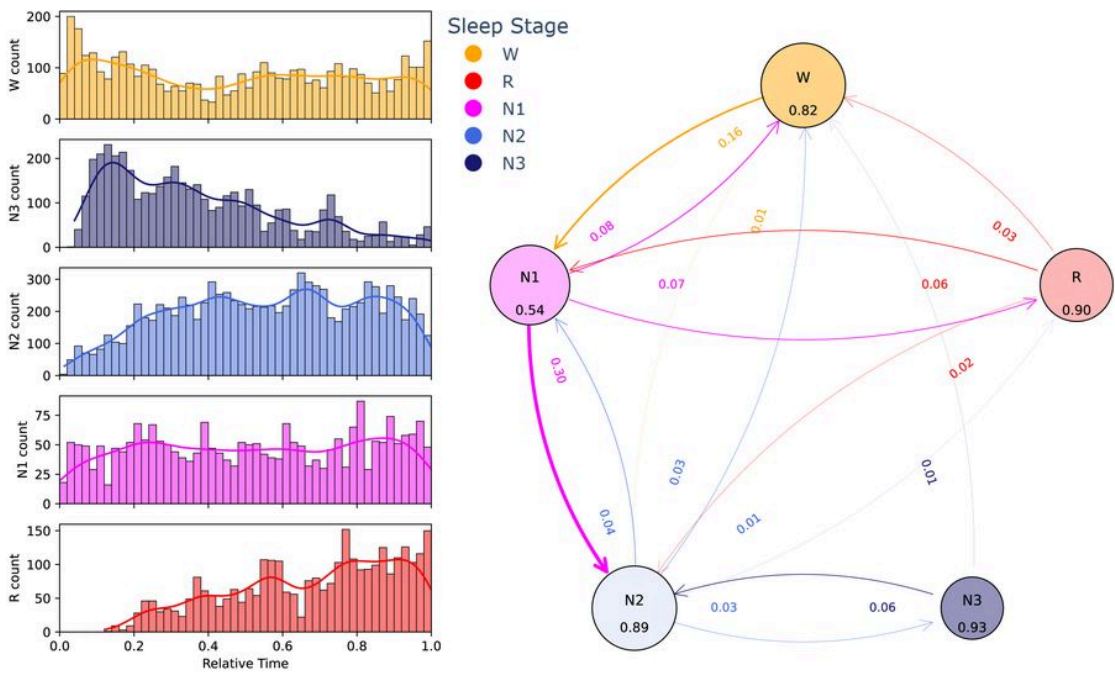 W count
200
100
0
N3 count
200
100
0
N2 count
300
200
100
0
N1 count
75
50
25
0
R count
150
100
50
0
0.0 0.2 0.4 0.6 0.8 1.0
Relative Time
Sleep Stage
W
R
N1
N2
N3
W
0.82
0.16
0.01
0.08
0.03
N1
0.54
0.07
0.06
R
0.90
0.30
0.02
0.03
0.01
0.04
0.01
N2
0.89
0.03
0.06
N3
0.93